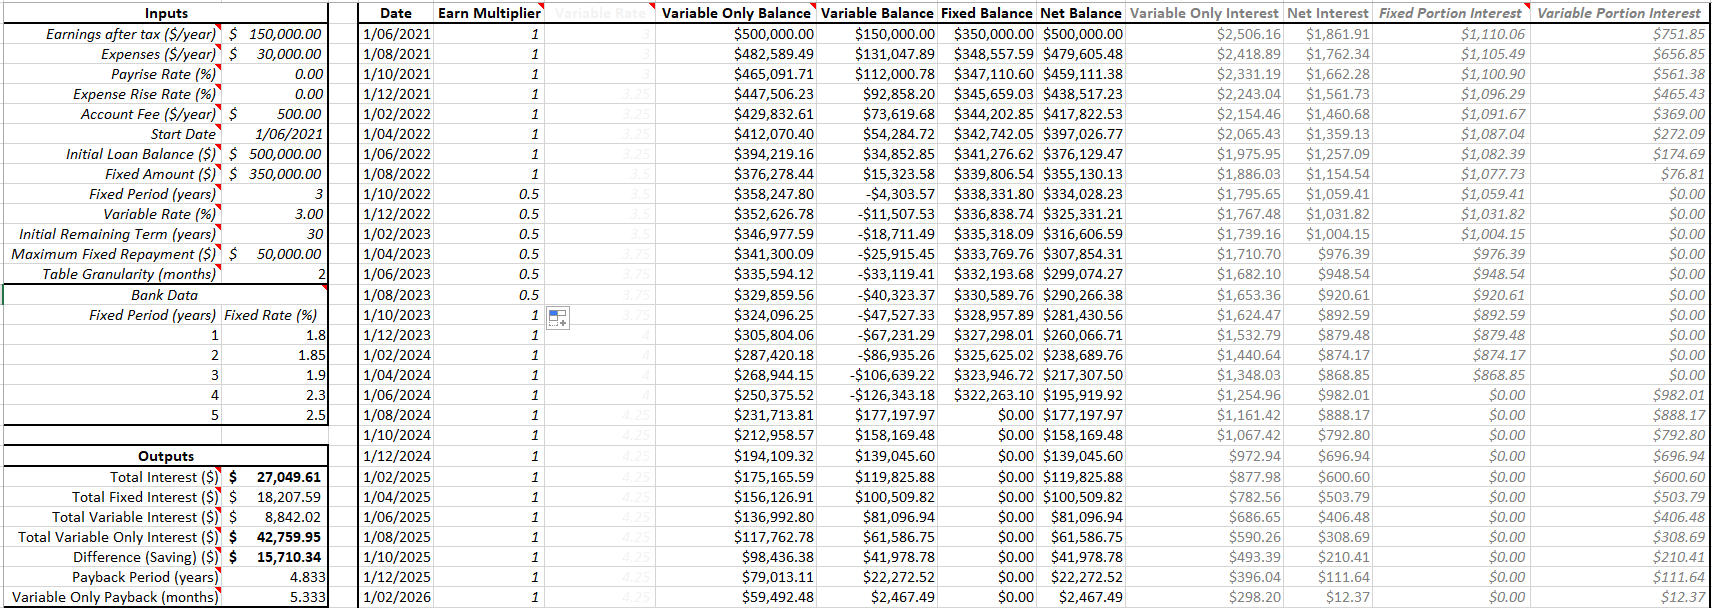 Inputs Date Earn Multiplier Variable Rate Variable Only Balance Variable Balance Fixed Balance Net Balance Variable Only Interest Net Interest Fixed Portion Interest Variable Portion Interest
Earnings after tax ($/year) $ 150,000.00 1/06/2021 1 3 $500,000.00 $150,000.00 $350,000.00 $500,000.00 $2,506.16 $1,861.91 $1,110.06 $751.85
Expenses ($/year) $ 30,000.00 1/08/2021 1 $482,589.49 $131,047.89 $348,557.59 $479,605.48 $2,418.89 $1,762.34 $1,105.49 $656.85
Payrise Rate (%) 0.00 1/10/2021 1 3 $465,091.71 $112,000.78 $347,110.60 $459,111.38 $2,331.19 $1,662.28 $1,100.90 $561.38
Expense Rise Rate (%) 0.00 1/12/2021 1 3.25 $447,506.23 $92,858.20 $345,659.03 $438,517.23 $2,243.04 $1,561.73 $1,096.29 $465.43
Account Fee ($/year) $ 500.00 1/02/2022 1 3.25 $429,832.61 $73,619.68 $344,202.85 $417,822.53 $2,154.46 $1,460.68 $1,091.67 $369.00
Start Date 1/06/2021 1/04/2022 1 3.25 $412,070.40 $54,284.72 $342,742.05 $397,026.77 $2,065.43 $1,359.13 $1,087.04 $272.09
Initial Loan Balance ($) $ 500,000.00 1/06/2022 1 3.25 $394,219.16 $34,852.85 $341,276.62 $376,129.47 $1,975.95 $1,257.09 $1,082.39 $174.69
Fixed Amount ($) $ 350,000.00 1/08/2022 1 3.5 $376,278.44 $15,323.58 $339,806.54 $355,130.13 $1,886.03 $1,154.54 $1,077.73 $76.81
Fixed Period (years) 3 1/10/2022 0.5 3.5 $358,247.80 -$4,303.57 $338,331.80 $334,028.23 $1,795.65 $1,059.41 $1,059.41 $0.00
Variable Rate (%) 3.00 1/12/2022 0.5 3.5 $352,626.78 -$11,507.53 $336,838.74 $325,331.21 $1,767.48 $1,031.82 $1,031.82 $0.00
Initial Remaining Term (years) 30 1/02/2023 0.5 3.5 $346,977.59 -$18,711.49 $335,318.09 $316,606.59 $1,739.16 $1,004.15 $1,004.15 $0.00
Maximum Fixed Repayment ($) $ 50,000.00 1/04/2023 0.5 3.75 $341,300.09 -$25,915.45 $333,769.76 $307,854.31 $1,710.70 $976.39 $976.39 $0.00
Table Granularity (months) 2 1/06/2023 0.5 3.75 $335,594.12 -$33,119.41 $332,193.68 $299,074.27 $1,682.10 $948.54 $948.54 $0.00
Bank Data 1/08/2023 0.5 3.75 $329,859.56 -$40,323.37 $330,589.76 $290,266.38 $1,653.36 $920.61 $920.61 $0.00
Fixed Period (years) Fixed Rate (%) 1/10/2023 1 3.75 $324,096.25 -$47,527.33 $328,957.89 $281,430.56 $1,624.47 $892.59 $892.59 $0.00
1 1.8 1/12/2023 1 4 $305,804.06 -$67,231.29 $327,298.01 $260,066.71 $1,532.79 $879.48 $879.48 $0.00
2 1.85 1/02/2024 1 4 $287,420.18 -$86,935.26 $325,625.02 $238,689.76 $1,440.64 $874.17 $874.17 $0.00
3 1.9 1/04/2024 1 4 $268,944.15 -$106,639.22 $323,946.72 $217,307.50 $1,348.03 $868.85 $868.85 $0.00
4 2.3 1/06/2024 1 4 $250,375.52 -$126,343.18 $322,263.10 $195,919.92 $1,254.96 $982.01 $0.00 $982.01
5 2.5 1/08/2024 1 4.25 $231,713.81 $177,197.97 $0.00 $177,197.97 $1,161.42 $888.17 $0.00 $888.17
1/10/2024 1 4.25 $212,958.57 $158,169.48 $0.00 $158,169.48 $1,067.42 $792.80 $0.00 $792.80
Outputs 1/12/2024 1 4.25 $194,109.32 $139,045.60 $0.00 $139,045.60 $972.94 $696.94 $0.00 $696.94
Total Interest ($) $ 27,049.61 1/02/2025 1 4.25 $175,165.59 $119,825.88 $0.00 $119,825.88 $877.98 $600.60 $0.00 $600.60
Total Fixed Interest ($) $ 18,207.59 1/04/2025 1 4.25 $156,126.91 $100,509.82 $0.00 $100,509.82 $782.56 $503.79 $0.00 $503.79
Total Variable Interest ($) $ 8,842.02 1/06/2025 1 4.25 $136,992.80 $81,096.94 $0.00 $81,096.94 $686.65 $406.48 $0.00 $406.48
Total Variable Only Interest ($) $ 42,759.95 1/08/2025 1 4.25 $117,762.78 $61,586.75 $0.00 $61,586.75 $590.26 $308.69 $0.00 $308.69
Difference (Saving) ($) $ 15,710.34 1/10/2025 1 4.25 $98,436.38 $41,978.78 $0.00 $41,978.78 $493.39 $210.41 $0.00 $210.41
Payback Period (years) 4.833 1/12/2025 1 4.25 $79,013.11 $22,272.52 $0.00 $22,272.52 $396.04 $111.64 $0.00 $111.64
Variable Only Payback (months) 5.333 1/02/2026 1 4.25 $59,492.48 $2,467.49 $0.00 $2,467.49 $298.20 $12.37 $0.00 $12.37